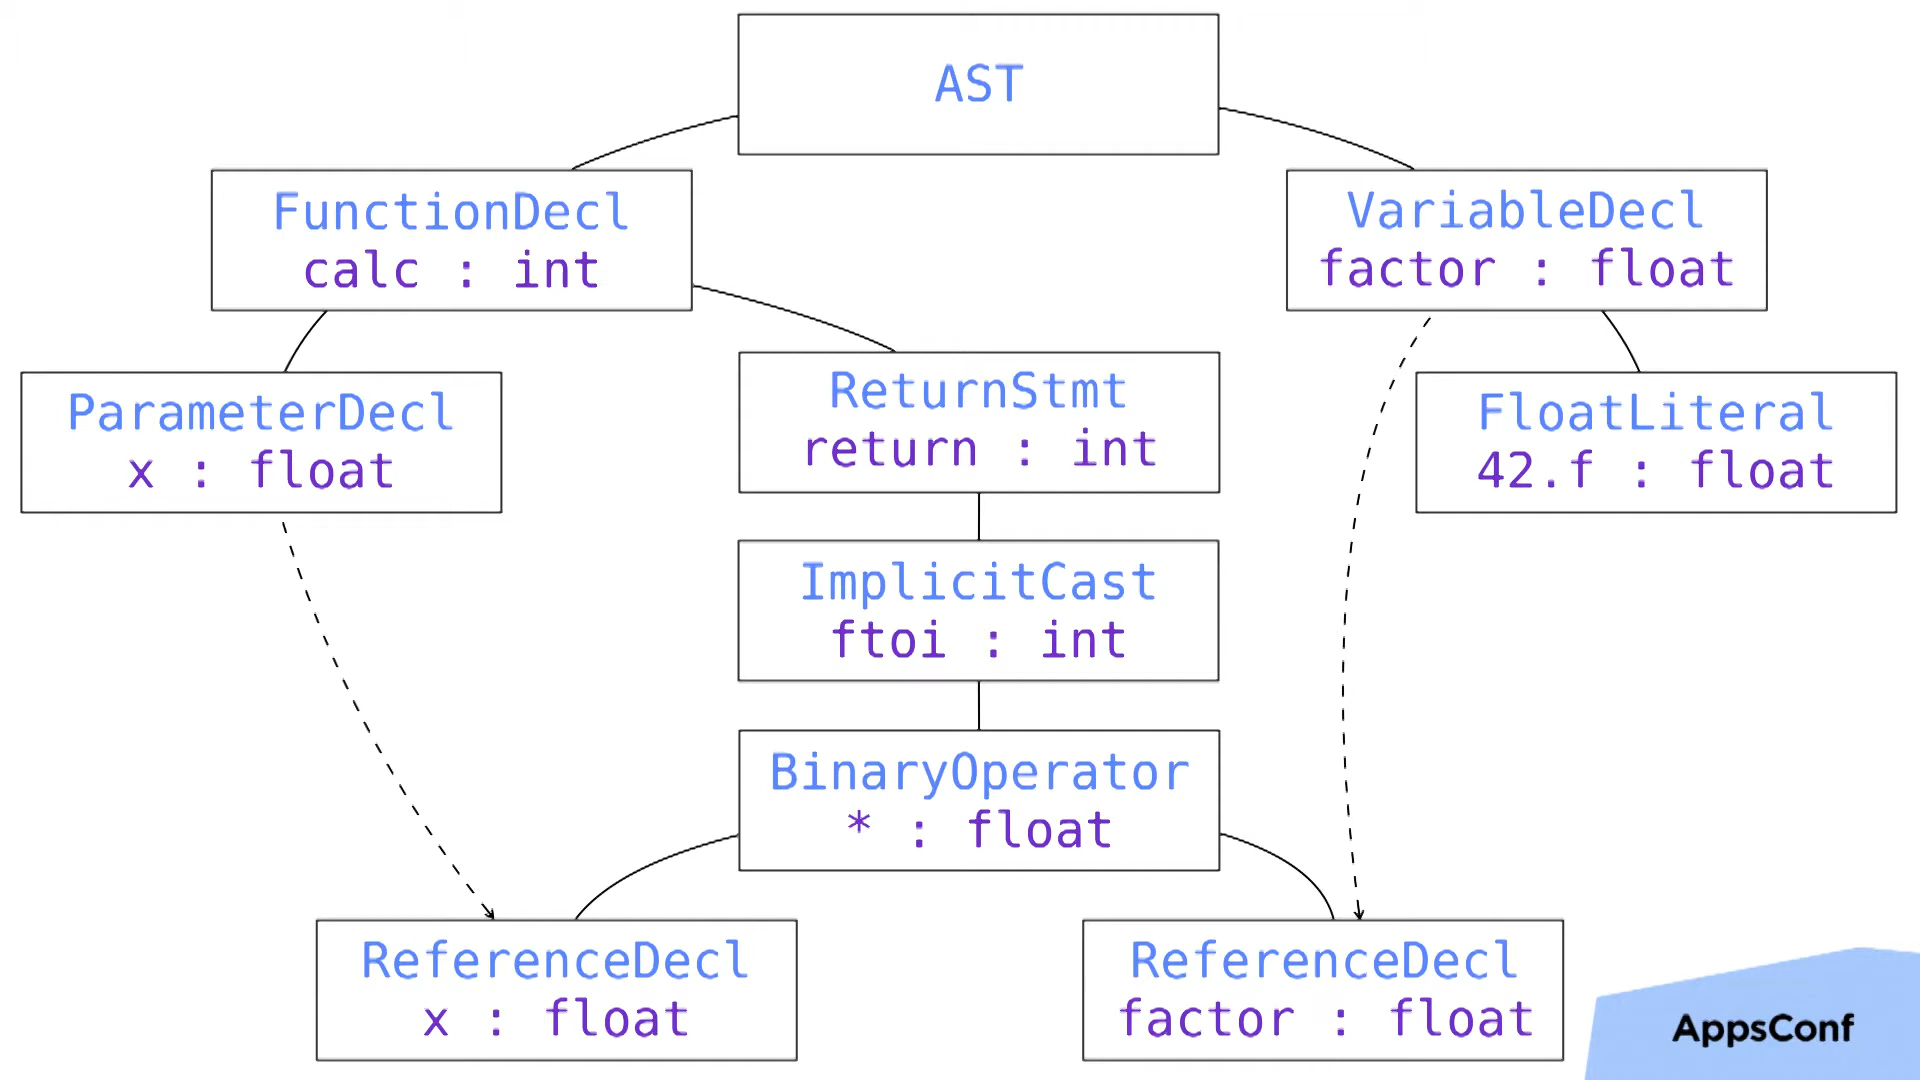 AST
FunctionDecl
calc : int
VariableDecl
factor : float
ParameterDecl
x : float
ReturnStmt
return : int
FloatLiteral
42.f : float
ImplicitCast
ftoi : int
BinaryOperator
* : float
ReferenceDecl
x : float
ReferenceDecl
factor : float
AppsConf